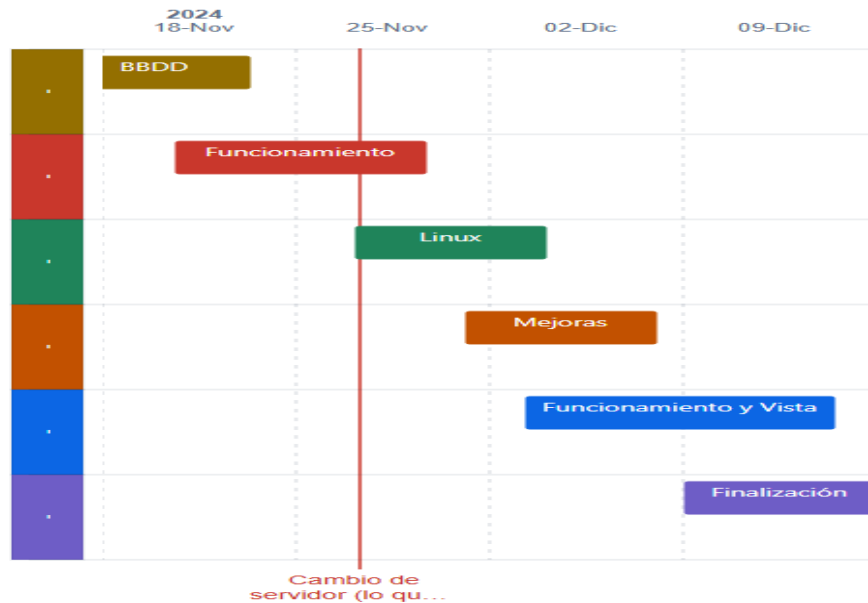 2024
18-Nov 25-Nov 02-Dic 09-Dic
BBDD
Funcionamiento
Linux
Mejoras
Funcionamiento y Vista
Finalización
Cambio de
servidor (lo qu...